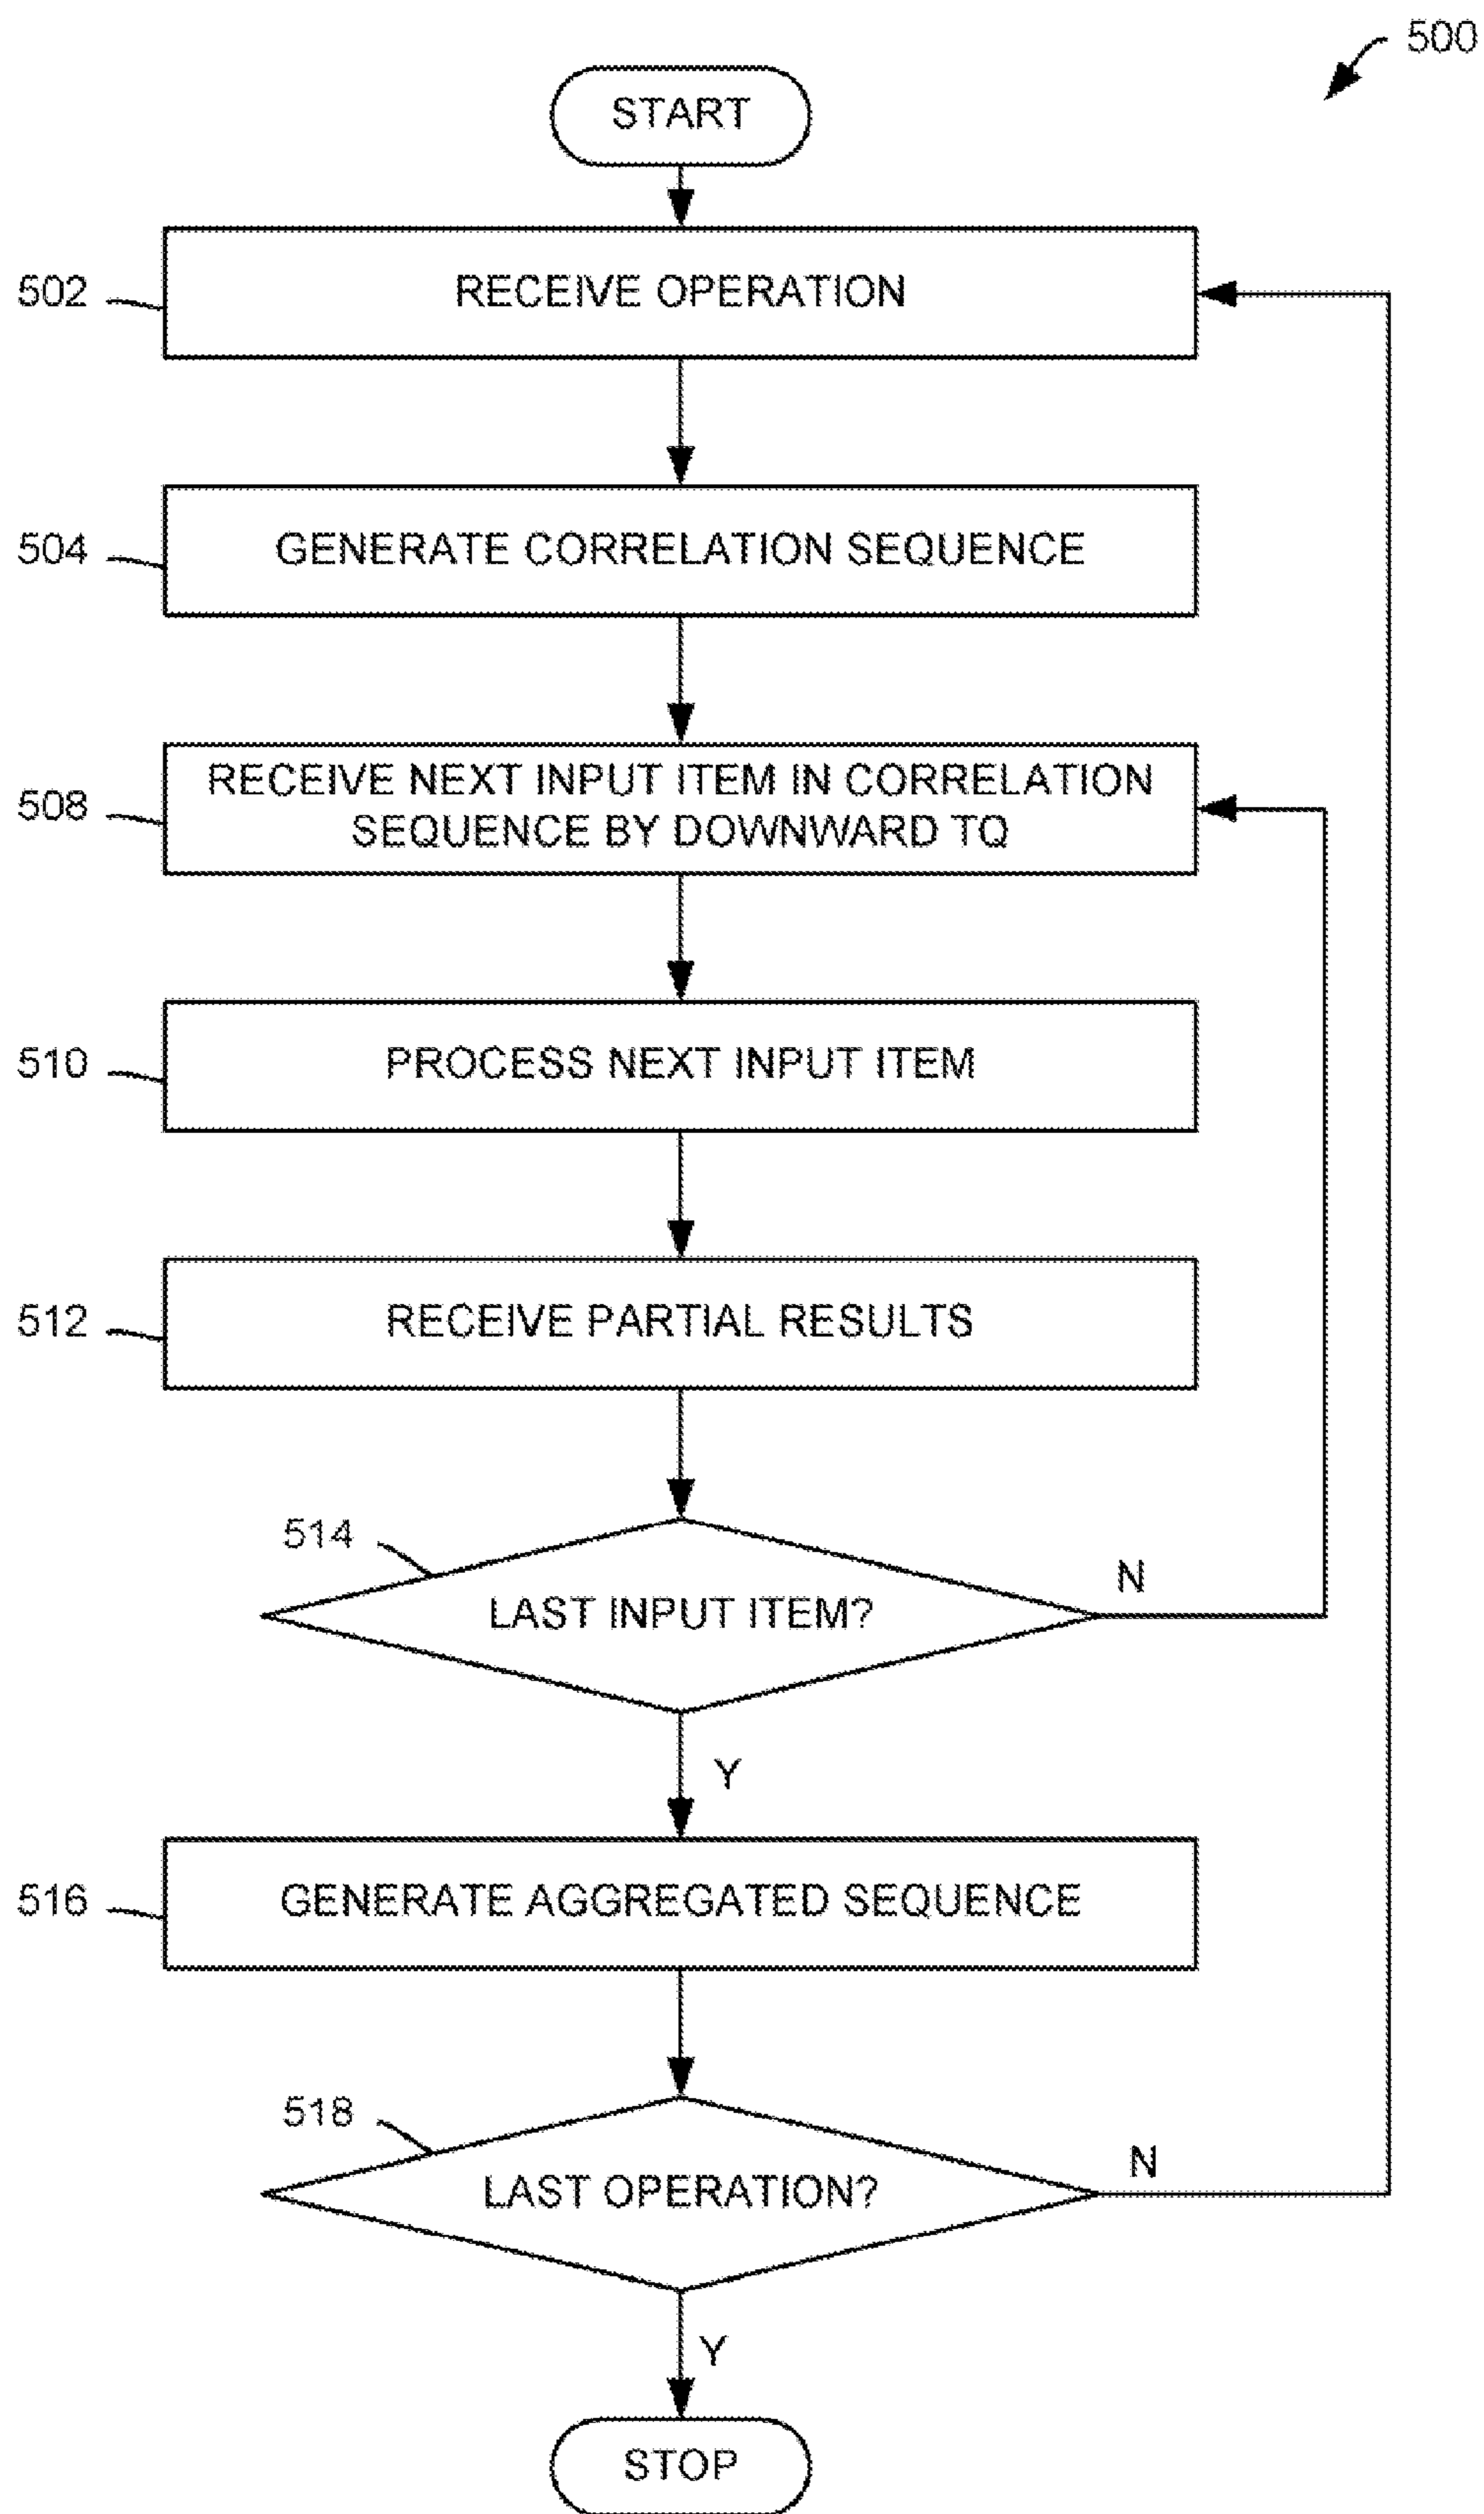 500
START
502
RECEIVE OPERATION
504
GENERATE CORRELATION SEQUENCE
508
RECEIVE NEXT INPUT ITEM IN CORRELATION
SEQUENCE BY DOWNWARD TQ
510
PROCESS NEXT INPUT ITEM
512
RECEIVE PARTIAL RESULTS
514
LAST INPUT ITEM?
N
Y
516
GENERATE AGGREGATED SEQUENCE
518
LAST OPERATION?
N
Y
STOP